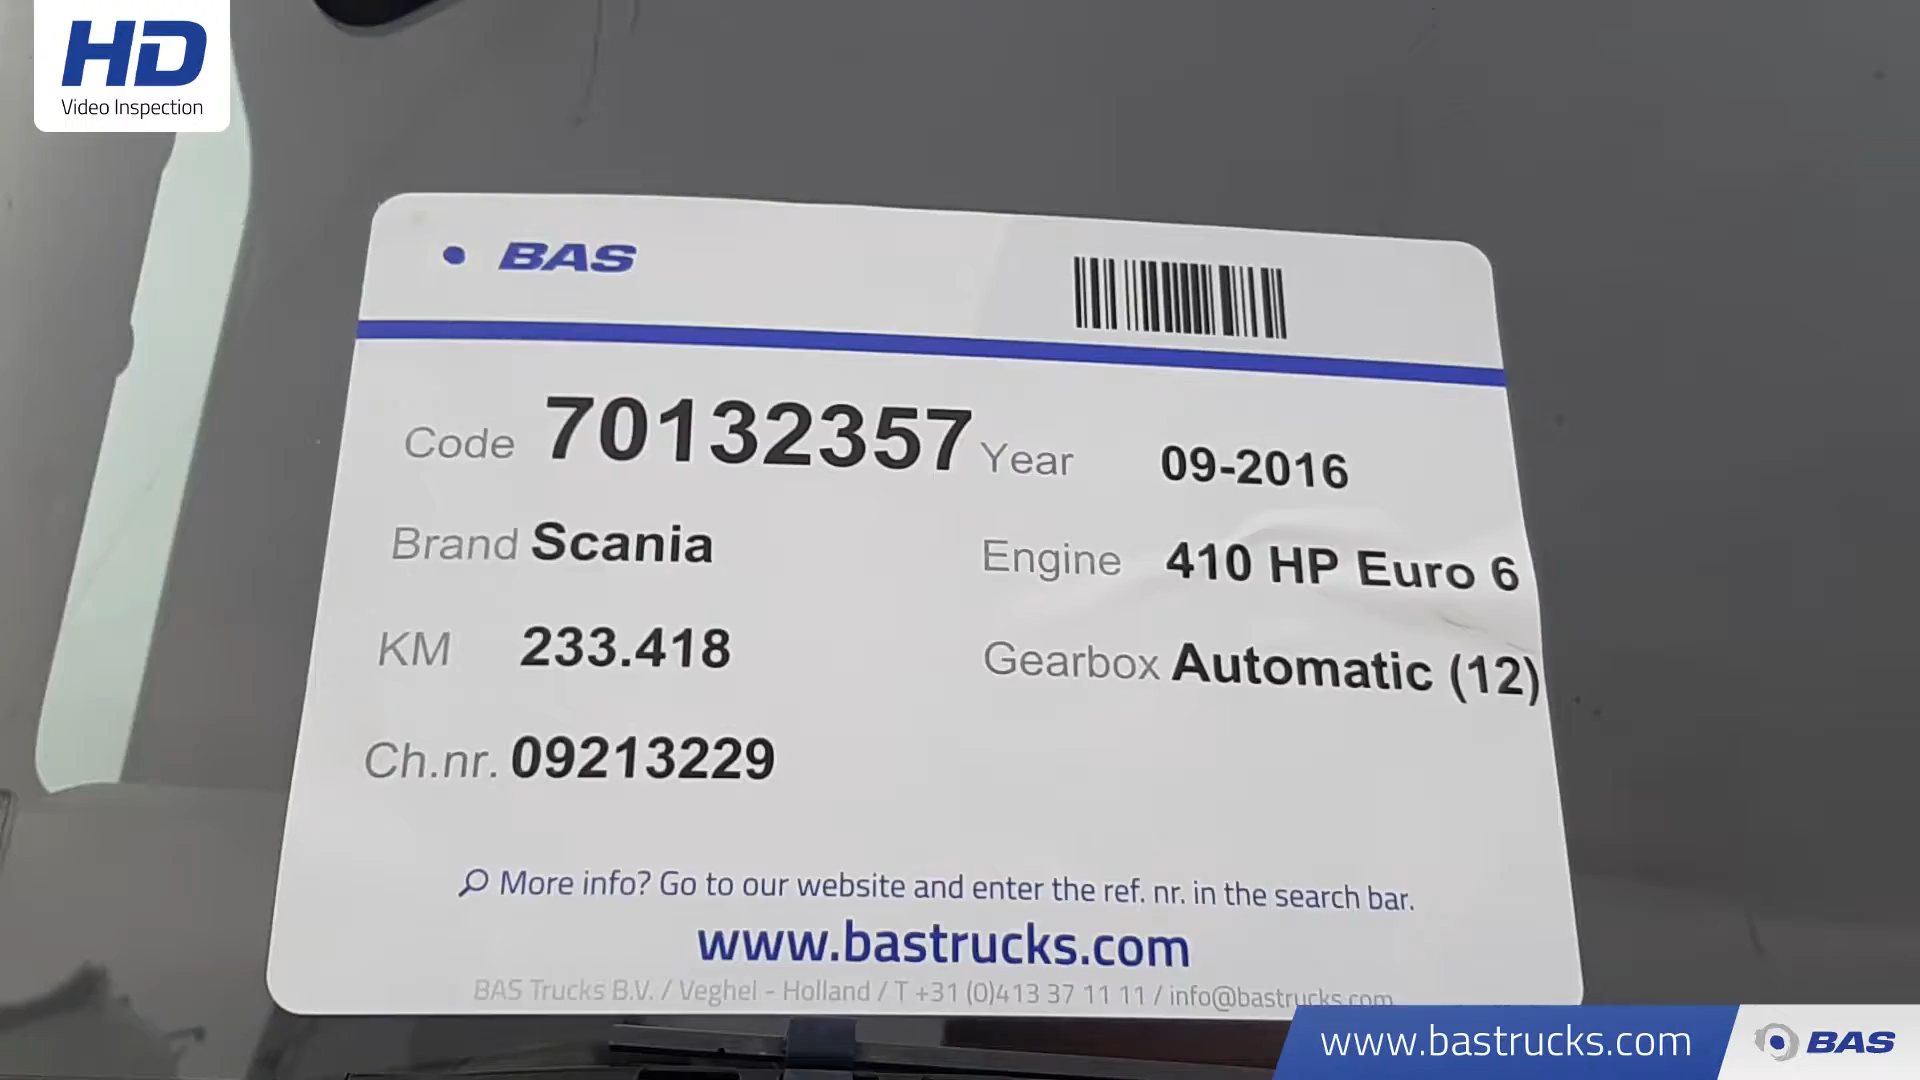 HD
Video Inspection
BAS
Code 70132357 Year 09-2016
Brand Scania Engine 410 HP Euro 6
KM 233.418 Gearbox Automatic (12)
Ch.nr. 09213229
More info? Go to our website and enter the ref. nr. in the search bar.
www.bastrucks.com
BAS Trucks B.V. / Veghel - Holland / T +31 (0)413 37 11 11 / info@bastrucks.com
www.bastrucks.com BAS